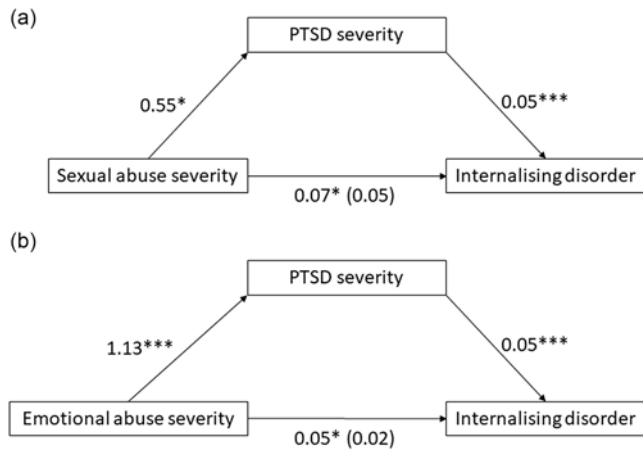 (a)
PTSD severity
0.55*
0.05***
Sexual abuse severity
Internalising disorder
0.07* (0.05)
(b)
PTSD severity
1.13***
0.05***
Emotional abuse severity
Internalising disorder
0.05* (0.02)